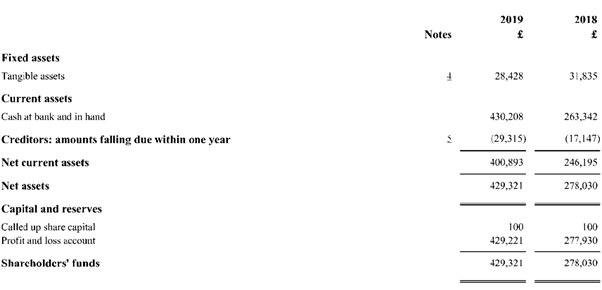 2019 2018
Notes £ £
Fixed assets
Tangible assets 4 28,428 31,835
Current assets
Cash at bank and in hand 430,208 263,342
Creditors: amounts falling due within one year 5 (29,315) (17,147)
Net current assets 400,893 246,195
Net assets 429,321 278,030
Capital and reserves
Called up share capital 100 100
Profit and loss account 429,221 277,930
Shareholders' funds 429,321 278,030